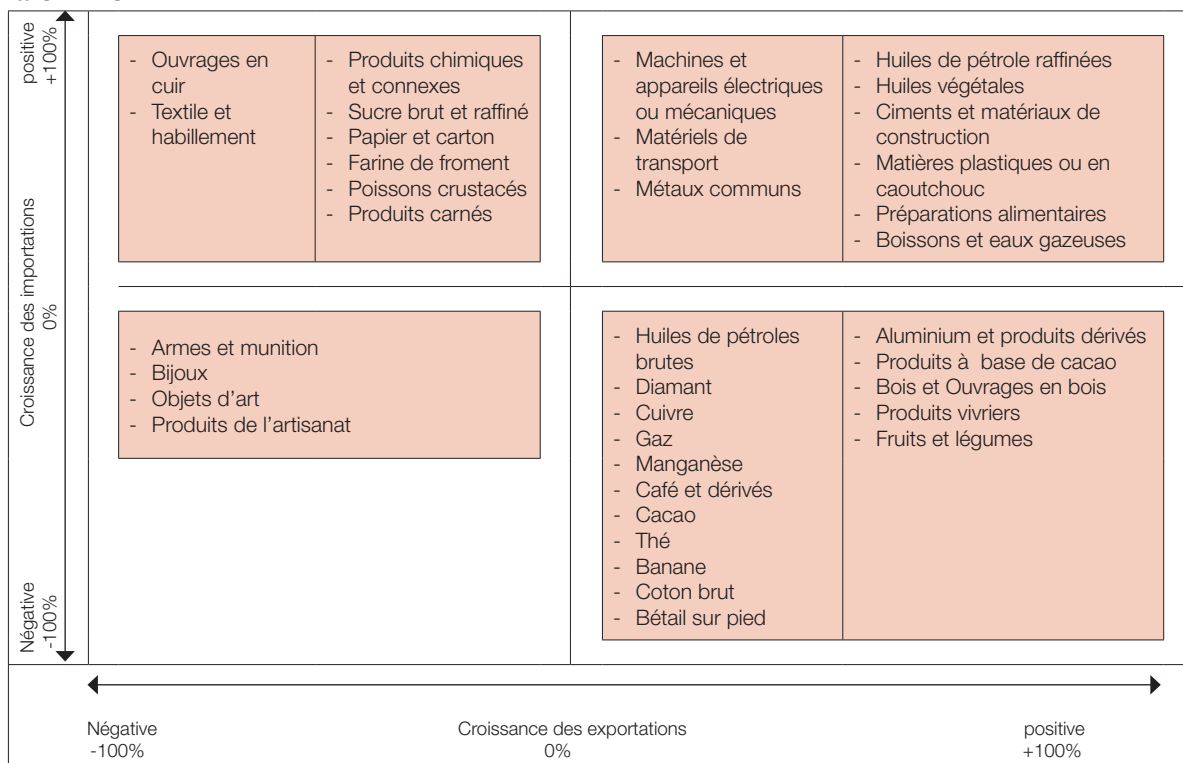 positive
+100%
Croissance des importations
0%
Négative
-100%
- Ouvrages en
cuir
- Textile et
habillement
- Produits chimiques
et connexes
- Sucre brut et raffiné
- Papier et carton
- Farine de froment
- Poissons crustacés
- Produits carnés
- Machines et
appareils électriques
ou mécaniques
- Matériels de
transport
- Métaux communs
- Huiles de pétrole raffinées
- Huiles végétales
- Ciments et matériaux de
construction
- Matières plastiques ou en
caoutchouc
- Préparations alimentaires
- Boissons et eaux gazeuses
- Armes et munition
- Bijoux
- Objets d'art
- Produits de l'artisanat
- Huiles de pétroles
brutes
- Diamant
- Cuivre
- Gaz
- Manganèse
- Café et dérivés
- Cacao
- Thé
- Banane
- Coton brut
- Bétail sur pied
- Aluminium et produits dérivés
- Produits à base de cacao
- Bois et Ouvrages en bois
- Produits vivriers
- Fruits et légumes
Négative
-100%
Croissance des exportations
0%
positive
+100%